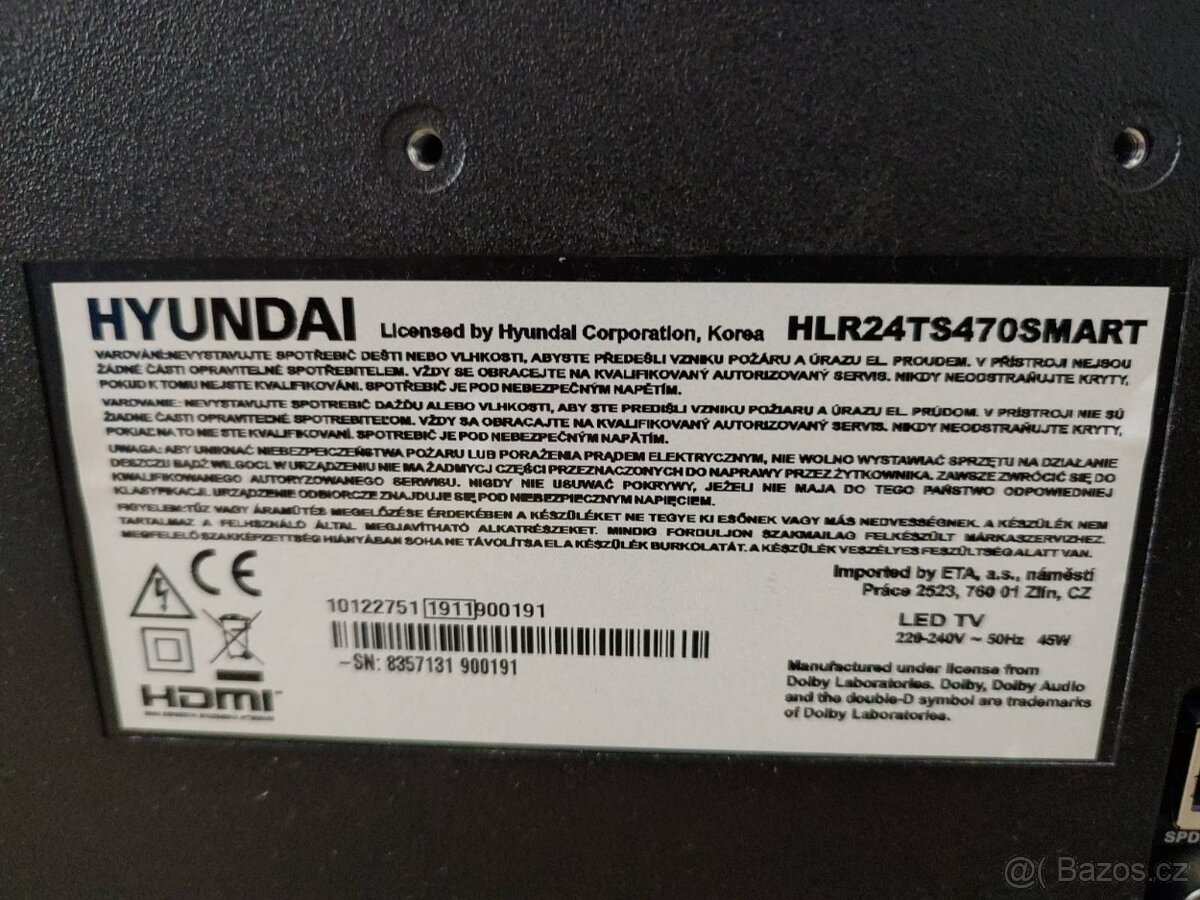 HYUNDAI Licensed by Hyundai Corporation, Korea HLR24TS470SMART
VAROVÁNÍ:NEVYSTAVUJTE SPOTŘEBIČ DEŠTI NEBO VLHKOSTI, ABYSTE PŘEDEŠLI VZNIKU POŽÁRU A ÚRAZU EL. PROUDEM. V PŘÍSTROJI NEJSOU
ŽÁDNÉ ČÁSTI OPRAVITELNÉ SPOTŘEBITELEM. VŽDY SE OBRACEJTE NA KVALIFIKOVANÝ AUTORIZOVANÝ SERVIS. NIKDY NEODSTRAŇUJTE KRYTY,
POKUD K TOMU NEJSTE KVALIFIKOVÁNI. SPOTŘEBIČ JE POD NEBEZPEČNÝM NAPĚTÍM.
VAROVANIE: NEVYSTAVUJTE SPOTREBIČ DAŽĎU ALEBO VLHKOSTI, ABY STE PREDIŠLI VZNIKU POŽIARU A ÚRAZU EL. PRÚDOM. V PRÍSTROJI NIE SÚ
ŽIADNE ČASTI OPRAVITEĽNÉ SPOTREBITEĽOM. VŽDY SA OBRACAJTE NA KVALIFIKOVANÝ AUTORIZOVANÝ SERVIS. NIKDY NEODSTRAŇUJTE KRYTY,
POKIAĽ NA TO NIE STE KVALIFIKOVANÍ. SPOTREBIČ JE POD NEBEZPEČNÝM NAPÄTÍM.
UWAGA: ABY UNIKNĄĆ NIEBEZPIECZEŃSTWA POŻARU LUB PORAŻENIA PRĄDEM ELEKTRYCZNYM, NIE WOLNO WYSTAWIAĆ SPRZĘTU NA DZIAŁANIE
DESZCZU BĄDŹ WILGOCI. W URZĄDZENIU NIE MA ŻADMYCJ CZĘŚCI PRZEZNACZONYCH DO NAPRAWY PRZEZ ŻYTKOWNIKA. ZAWSZE ZWRÓCIĆ SIĘ DO
KWALIFIKOWANEGO AUTORYZOWANEGO SERWISU. NIGDY NIE USUWAĆ POKRYWY, JEŻELI NIE MAJA DO TEGO PAŃSTWO ODPOWIEDNIEJ
KLASYFIKACJI. URZĄDZENIE ODBIORCZE ZNAJDUJE SIĘ POD NIEBEZPIECZNYM NAPIĘCIEM.
FIGYELEM:TŰZ VAGY ÁRAMÜTÉS MEGELŐZÉSE ÉRDEKÉBEN A KÉSZÜLÉKET NE TEGYE KI ESŐNEK VAGY MÁS NEDVESSÉGNEK. A KÉSZÜLÉK NEM
TARTALMAZ A FELHSZNÁLÓ ÁLTAL MEGJAVÍTHATÓ ALKATRÉSZEKET. MINDIG FORDULJON SZAKMAILAG FELKÉSZÜLT MÁRKASZERVIZHEZ.
MEGFELELŐ SZAKKÉPZETTSÉG HIÁNYÁBAN SOHA NE TÁVOLÍTSA EL A KÉSZÜLÉK BURKOLATÁT. A KÉSZÜLÉK VESZÉLYES FESZÜLTSÉG ALATT VAN.
CE
Imported by ETA, a.s., náměstí
Práce 2523, 760 01 Zlín, CZ
10122751 1911900191
LED TV
220-240V ~ 50Hz 45W
-SN: 8357131 900191
HDMI
Manufactured under license from
Dolby Laboratories. Dolby, Dolby Audio
and the double-D symbol are trademarks
of Dolby Laboratories.
SPD
@( Bazos.cz